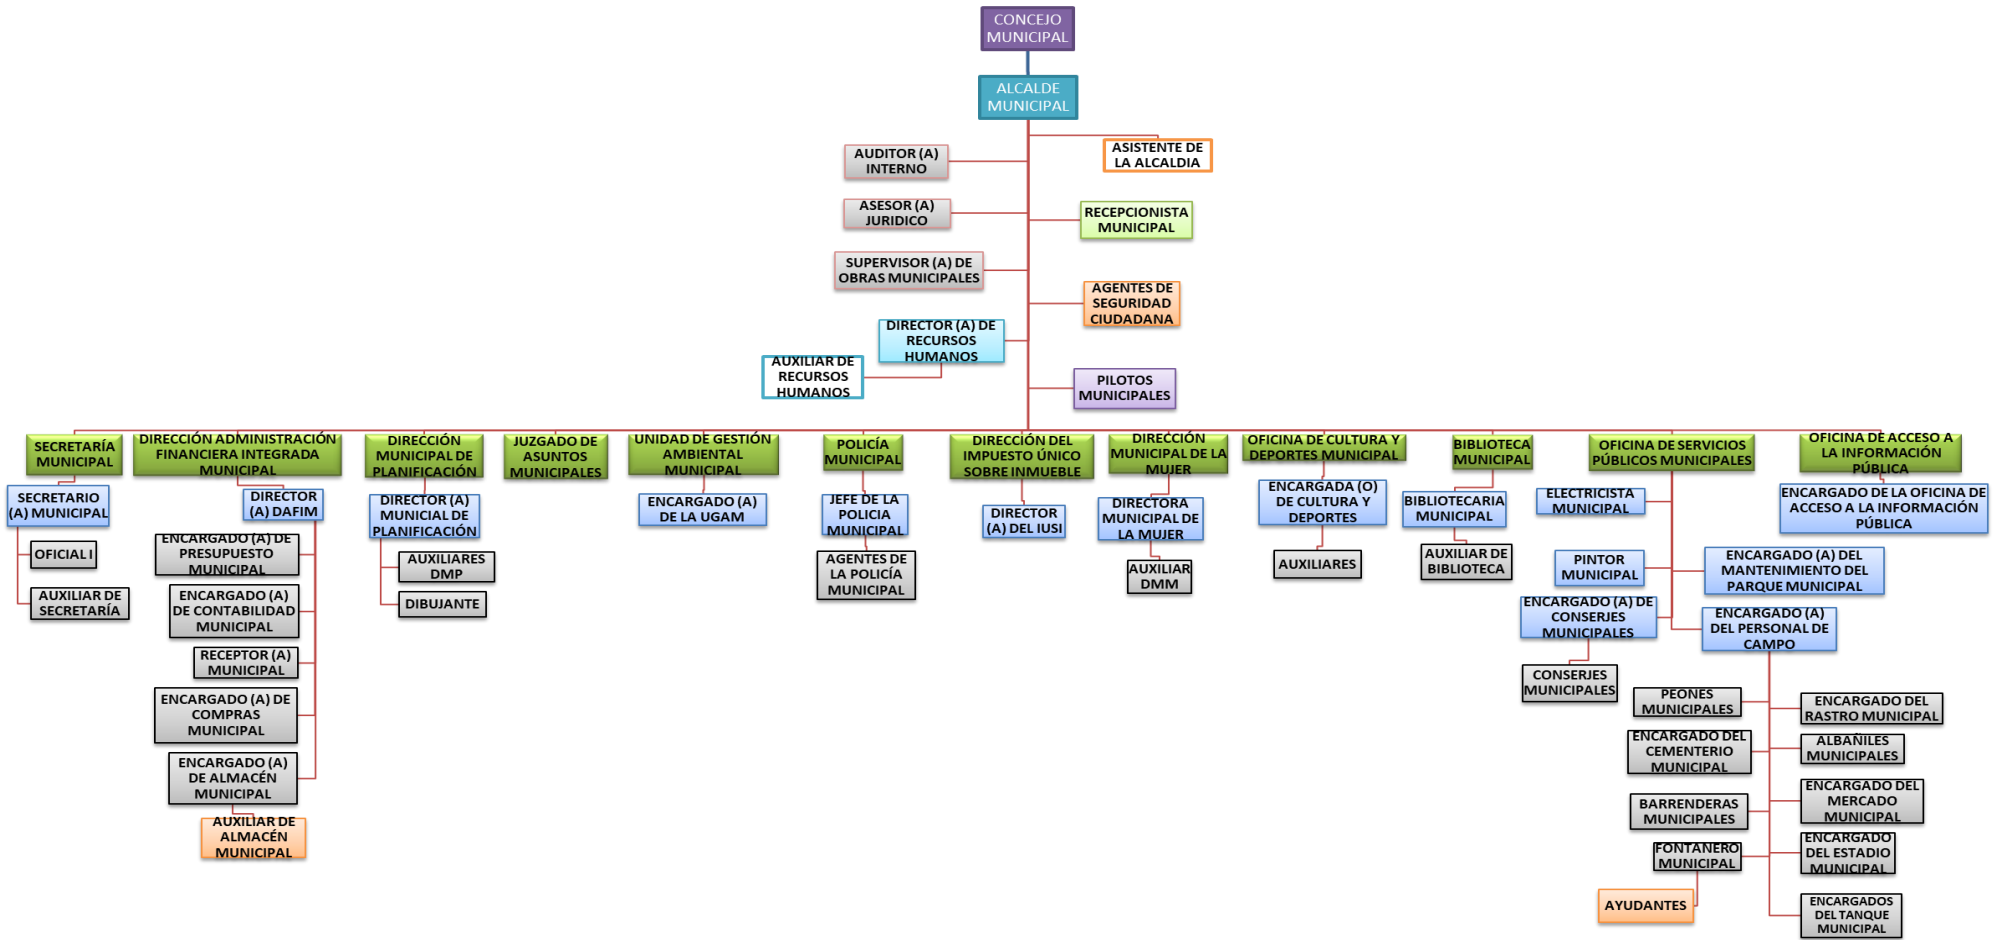 CONCEJO
MUNICIPAL
ALCALDE
MUNICIPAL
ASISTENTE DE
LA ALCALDIA
AUDITOR (A)
INTERNO
ASESOR (A)
JURIDICO
RECEPCIONISTA
MUNICIPAL
SUPERVISOR (A) DE
OBRAS MUNICIPALES
AGENTES DE
SEGURIDAD
CIUDADANA
DIRECTOR (A) DE
RECURSOS
HUMANOS
AUXILIAR DE
RECURSOS
HUMANOS
PILOTOS
MUNICIPALES
SECRETARÍA
MUNICIPAL
SECRETARIO
(A) MUNICIPAL
OFICIAL I
AUXILIAR DE
SECRETARÍA
DIRECCIÓN ADMINISTRACIÓN
FINANCIERA INTEGRADA
MUNICIPAL
DIRECTOR
(A) DAFIM
ENCARGADO (A) DE
PRESUPUESTO
MUNICIPAL
ENCARGADO (A)
DE CONTABILIDAD
MUNICIPAL
RECEPTOR (A)
MUNICIPAL
ENCARGADO (A) DE
COMPRAS
MUNICIPAL
ENCARGADO (A)
DE ALMACÉN
MUNICIPAL
AUXILIAR DE
ALMACÉN
MUNICIPAL
DIRECCIÓN
MUNICIPAL DE
PLANIFICACIÓN
DIRECTOR (A)
MUNICIAL DE
PLANIFICACIÓN
AUXILIARES
DMP
DIBUJANTE
JUZGADO DE
ASUNTOS
MUNICIPALES
UNIDAD DE GESTIÓN
AMBIENTAL
MUNICIPAL
ENCARGADO (A)
DE LA UGAM
POLICÍA
MUNICIPAL
JEFE DE LA
POLICIA
MUNICIPAL
AGENTES DE
LA POLICÍA
MUNICIPAL
DIRECCIÓN DEL
IMPUESTO ÚNICO
SOBRE INMUEBLE
DIRECTOR
(A) DEL IUSI
DIRECCIÓN
MUNICIPAL DE LA
MUJER
DIRECTORA
MUNICIPAL DE
LA MUJER
AUXILIAR
DMM
OFICINA DE CULTURA Y
DEPORTES MUNICIPAL
ENCARGADA (O)
DE CULTURA Y
DEPORTES
AUXILIARES
BIBLIOTECA
MUNICIPAL
BIBLIOTECARIA
MUNICIPAL
AUXILIAR DE
BIBLIOTECA
OFICINA DE SERVICIOS
PÚBLICOS MUNICIPALES
ELECTRICISTA
MUNICIPAL
PINTOR
MUNICIPAL
ENCARGADO (A) DEL
MANTENIMIENTO DEL
PARQUE MUNICIPAL
ENCARGADO (A) DE
CONSERJES
MUNICIPALES
CONSERJES
MUNICIPALES
ENCARGADO (A)
DEL PERSONAL DE
CAMPO
PEONES
MUNICIPALES
ENCARGADO DEL
RASTRO MUNICIPAL
ENCARGADO DEL
CEMENTERIO
MUNICIPAL
ALBAÑILES
MUNICIPALES
BARRENDERAS
MUNICIPALES
ENCARGADO DEL
MERCADO
MUNICIPAL
FONTANERO
MUNICIPAL
ENCARGADO
DEL ESTADIO
MUNICIPAL
AYUDANTES
ENCARGADOS
DEL TANQUE
MUNICIPAL
OFICINA DE ACCESO A
LA INFORMACIÓN
PÚBLICA
ENCARGADO DE LA OFICINA DE
ACCESO A LA INFORMACIÓN
PÚBLICA